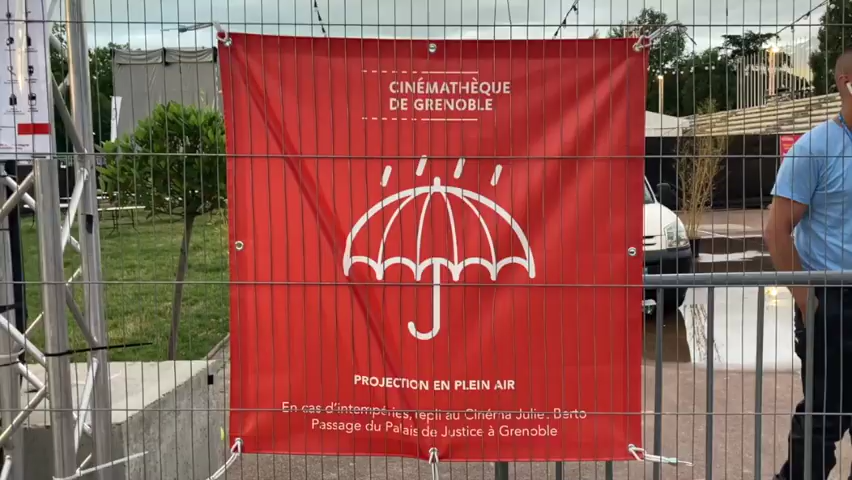 CINÉMATHÈQUE
DE GRENOBLE
PROJECTION EN PLEIN AIR
En cas d'intempéries, repli au Cinéma Juliet Berto
Passage du Palais de Justice à Grenoble